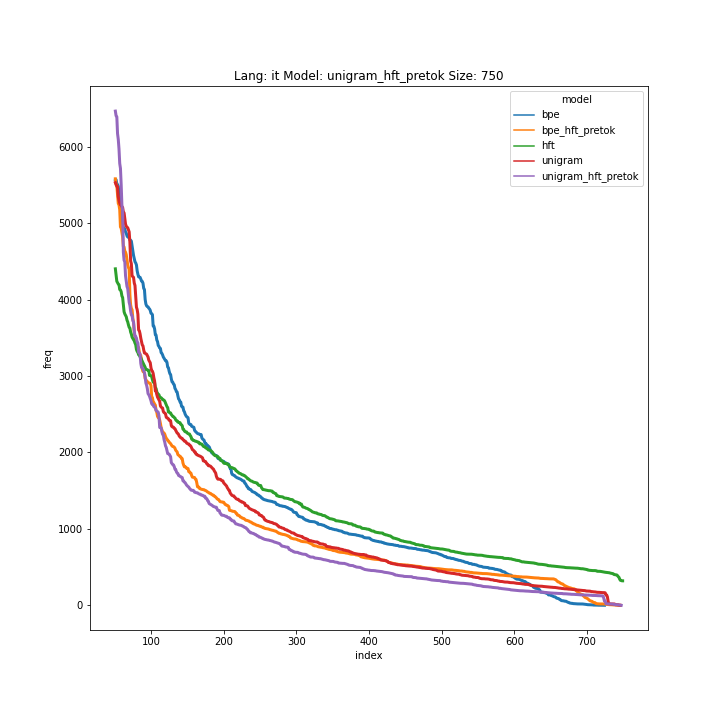 Lang: it Model: unigram_hft_pretok Size: 750
model
bpe
bpe_hft_pretok
hft
unigram
unigram_hft_pretok
freq
6000
5000
4000
3000
2000
1000
0
100 200 300 400 500 600 700
index